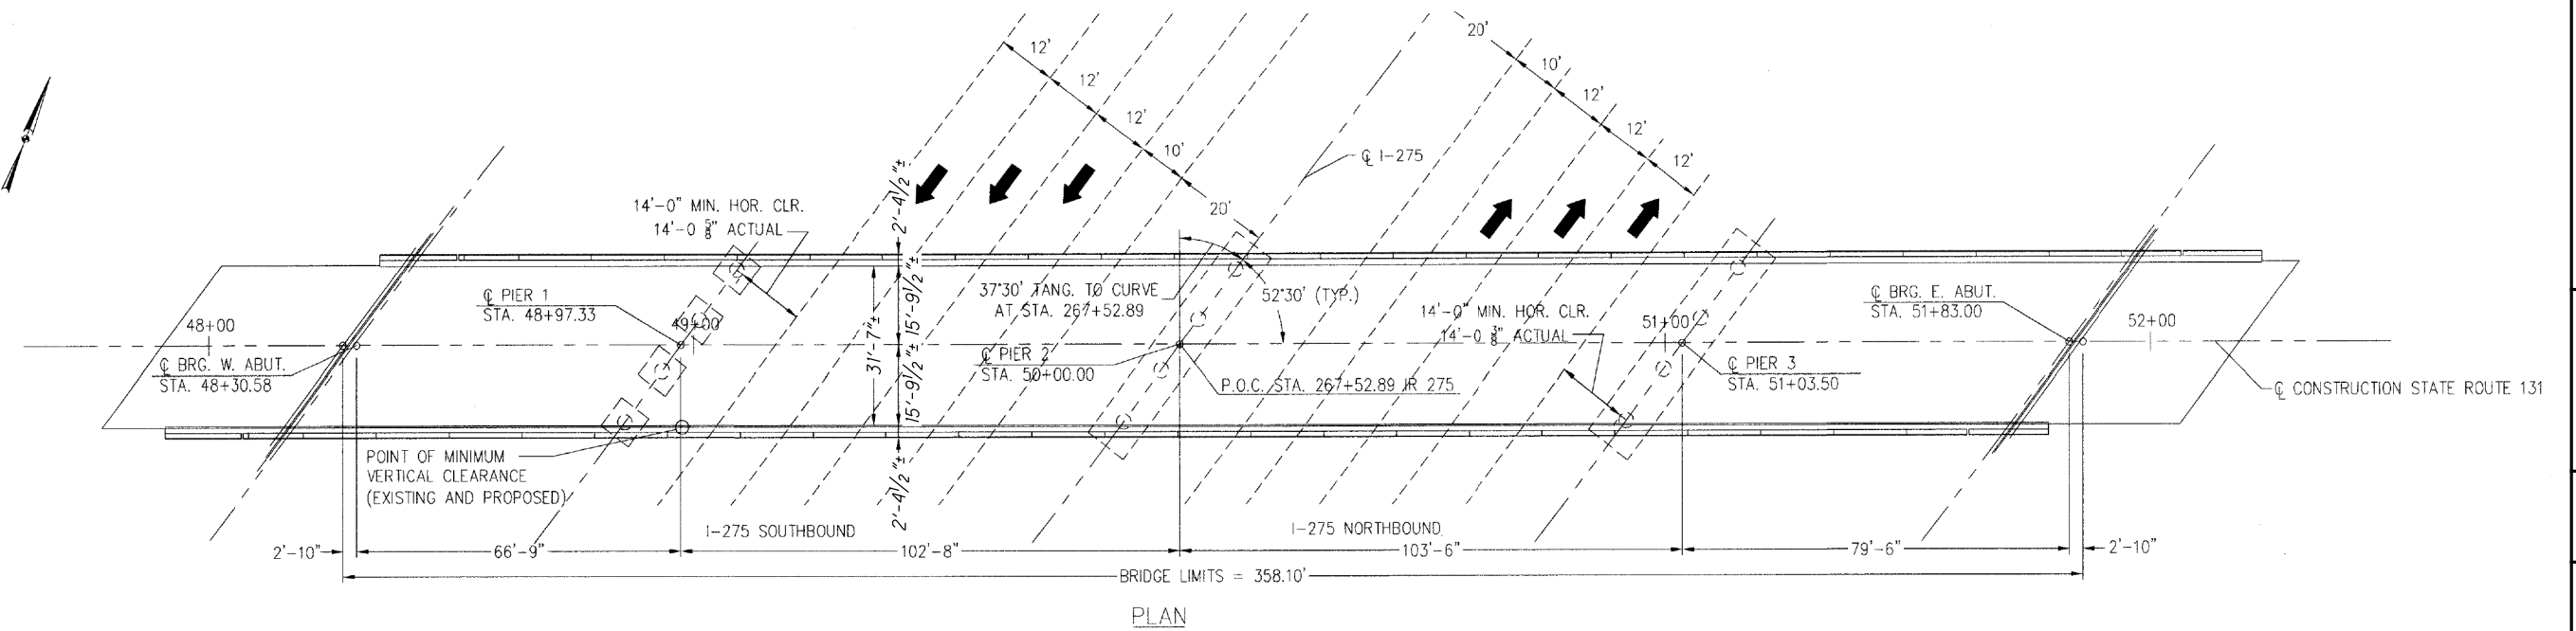 20'
12'
10'
12'
12'
12'
12'
12'
10'
20'
℄ I-275
14'-0" MIN. HOR. CLR.
14'-0 5/8" ACTUAL
2'-4 1/2"±
15'-9 1/2"±
31'-7"±
15'-9 1/2"±
2'-4 1/2"±
℄ PIER 1
STA. 48+97.33
48+00
49+00
℄ BRG. W. ABUT.
STA. 48+30.58
37°30' TANG. TO CURVE
AT STA. 267+52.89
52°30' (TYP.)
14'-0" MIN. HOR. CLR.
14'-0 3/8" ACTUAL
℄ PIER 2
STA. 50+00.00
P.O.C. STA. 267+52.89 IR 275
51+00
℄ PIER 3
STA. 51+03.50
℄ BRG. E. ABUT.
STA. 51+83.00
52+00
℄ CONSTRUCTION STATE ROUTE 131
POINT OF MINIMUM
VERTICAL CLEARANCE
(EXISTING AND PROPOSED)
I-275 SOUTHBOUND
I-275 NORTHBOUND
2'-10"
66'-9"
102'-8"
103'-6"
79'-6"
2'-10"
BRIDGE LIMITS = 358.10'
PLAN